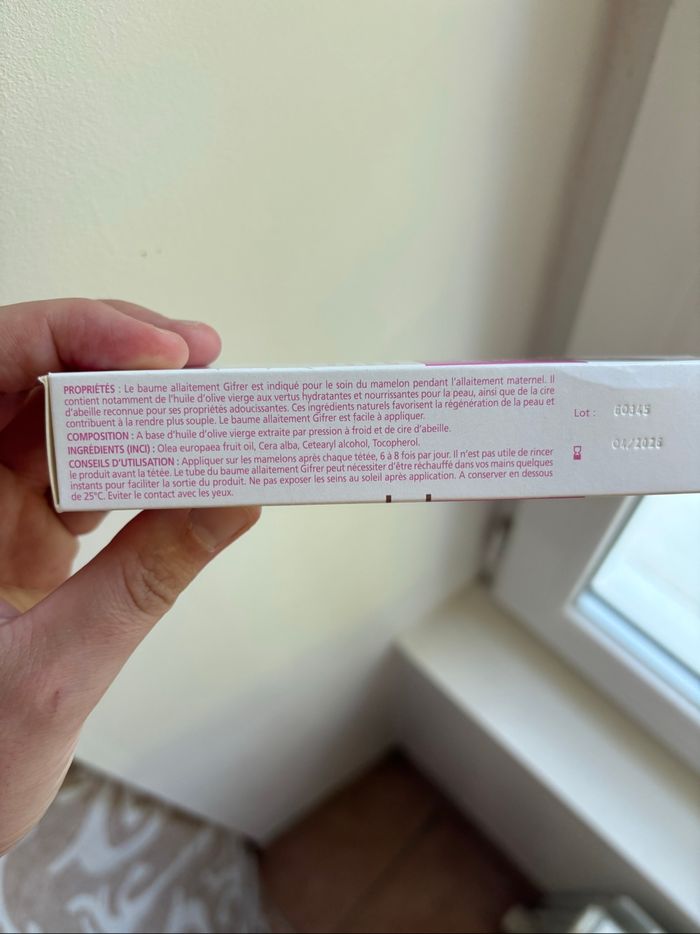 PROPRIÉTÉS : Le baume allaitement Gifrer est indiqué pour le soin du mamelon pendant l'allaitement maternel. Il
contient notamment de l'huile d'olive vierge aux vertus hydratantes et nourrissantes pour la peau, ainsi que de la cire
d'abeille reconnue pour ses propriétés adoucissantes. Ces ingrédients naturels favorisent la régénération de la peau et
contribuent à la rendre plus souple. Le baume allaitement Gifrer est facile à appliquer.
COMPOSITION : A base d'huile d'olive vierge extraite par pression à froid et de cire d'abeille.
INGRÉDIENTS (INCI) : Olea europaea fruit oil, Cera alba, Cetearyl alcohol, Tocopherol.
CONSEILS D'UTILISATION : Appliquer sur les mamelons après chaque tétée, 6 à 8 fois par jour. Il n'est pas utile de rincer
le produit avant la tétée. Le tube du baume allaitement Gifrer peut nécessiter d'être réchauffé dans vos mains quelques
instants pour faciliter la sortie du produit. Ne pas exposer les seins au soleil après application. A conserver en dessous
de 25°C. Eviter le contact avec les yeux.
Lot : 60345
04/2026